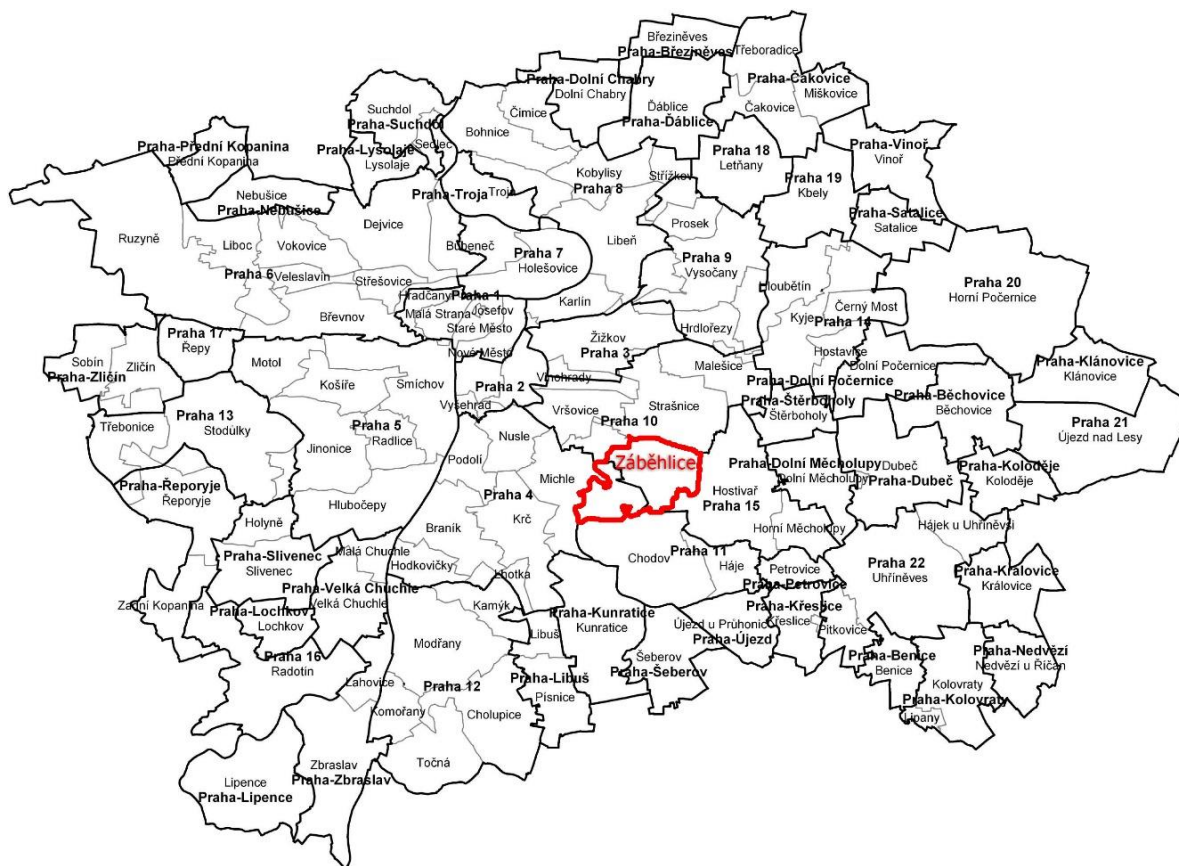 Březiněves
Praha-Březiněves
Třeboradice
Praha-Dolní Chabry
Dolní Chabry
Praha-Čakovice
Miškovice
Čakovice
Suchdol
Praha-Suchdol
Sedlec
Čimice
Bohnice
Ďáblice
Praha-Ďáblice
Praha-Přední Kopanina
Přední Kopanina
Praha-Lysolaje
Lysolaje
Praha 18
Letňany
Praha-Vinoř
Vinoř
Kobylisy
Střížkov
Praha 8
Praha 19
Kbely
Nebušice
Praha-Nebušice
Praha-Troja
Troja
Praha-Satalice
Satalice
Dejvice
Prosek
Ruzyně
Liboc
Vokovice
Bubeneč
Praha 7
Holešovice
Libeň
Praha 9
Vysočany
Praha 6
Veleslavín
Střešovice
Hloubětín
Praha 20
Horní Počernice
Hradčany
Praha 1
Josefov
Malá Strana
Staré Město
Karlín
Břevnov
Černý Most
Kyje
Praha 14
Hrdlořezy
Praha 17
Řepy
Nové Město
Žižkov
Praha 3
Malešice
Hostavice
Dolní Počernice
Praha-Klánovice
Klánovice
Sobín
Zličín
Praha-Zličín
Motol
Košíře
Smíchov
Praha 2
Vinohrady
Praha-Dolní Počernice
Praha-Štěrboholy
Štěrboholy
Praha-Běchovice
Běchovice
Vyšehrad
Vršovice
Strašnice
Praha 10
Praha 13
Stodůlky
Třebonice
Praha 5
Radlice
Jinonice
Nusle
Podolí
Praha 21
Újezd nad Lesy
Záběhlice
Praha-Dolní Měcholupy
Dolní Měcholupy
Dubeč
Praha-Dubeč
Praha-Koloděje
Koloděje
Praha-Řeporyje
Řeporyje
Hlubočepy
Michle
Praha 4
Krč
Hostivař
Praha 15
Holyně
Braník
Horní Měcholupy
Hájek u Uhříněvsi
Praha-Slivenec
Slivenec
Malá Chuchle
Hodkovičky
Lhotka
Chodov
Praha 11
Háje
Petrovice
Praha-Petrovice
Praha 22
Uhříněves
Praha-Královice
Královice
Praha-Velká Chuchle
Velká Chuchle
Zadní Kopanina
Praha-Lochkov
Lochkov
Kamýk
Praha-Kunratice
Kunratice
Praha-Křeslice
Křeslice
Újezd u Průhonic
Praha-Újezd
Pitkovice
Modřany
Libuš
Praha 16
Radotín
Lahovice
Praha 12
Praha-Libuš
Písnice
Šeberov
Praha-Šeberov
Praha-Benice
Benice
Praha-Nedvězí
Nedvězí u Říčan
Kolovraty
Praha-Kolovraty
Lipany
Komořany
Cholupice
Točná
Zbraslav
Praha-Zbraslav
Lipence
Praha-Lipence